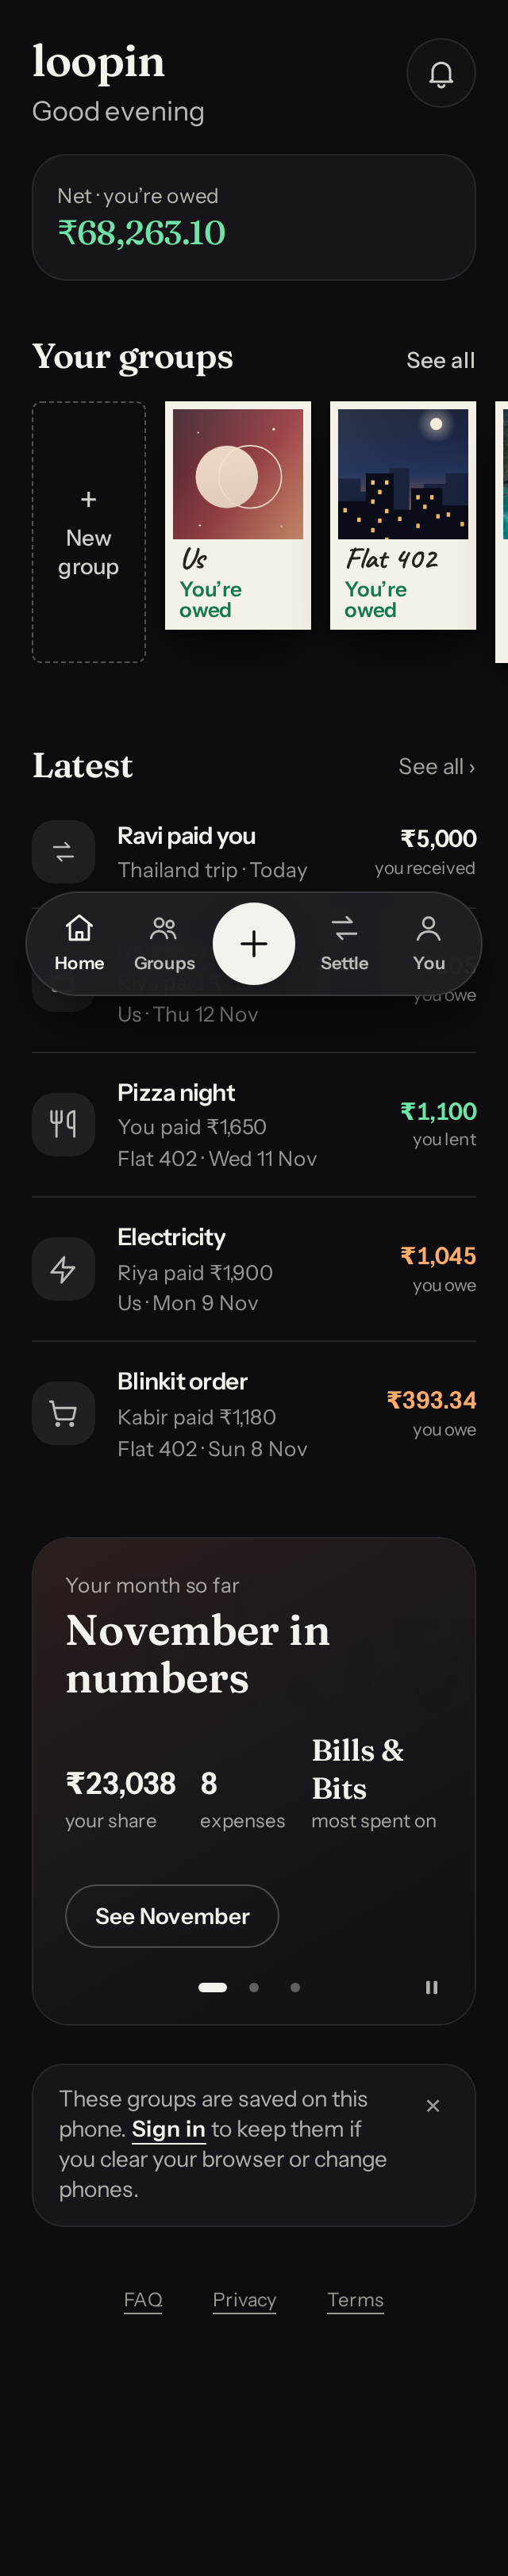 loopin
Good evening
Net · you’re owed
₹68,263.10
Your groups
See all
+
New
group
Us
You’re
owed
Flat 402
You’re
owed
Latest
See all ›
Ravi paid you
₹5,000
Thailand trip · Today
you received
Home
Groups
Settle
You
you owe
Us · Thu 12 Nov
Pizza night
You paid ₹1,650
Flat 402 · Wed 11 Nov
₹1,100
you lent
Electricity
Riya paid ₹1,900
Us · Mon 9 Nov
₹1,045
you owe
Blinkit order
Kabir paid ₹1,180
Flat 402 · Sun 8 Nov
₹393.34
you owe
Your month so far
November in
numbers
₹23,038
your share
8
expenses
Bills &
Bits
most spent on
See November
These groups are saved on this
phone. Sign in to keep them if
you clear your browser or change
phones.
FAQ
Privacy
Terms